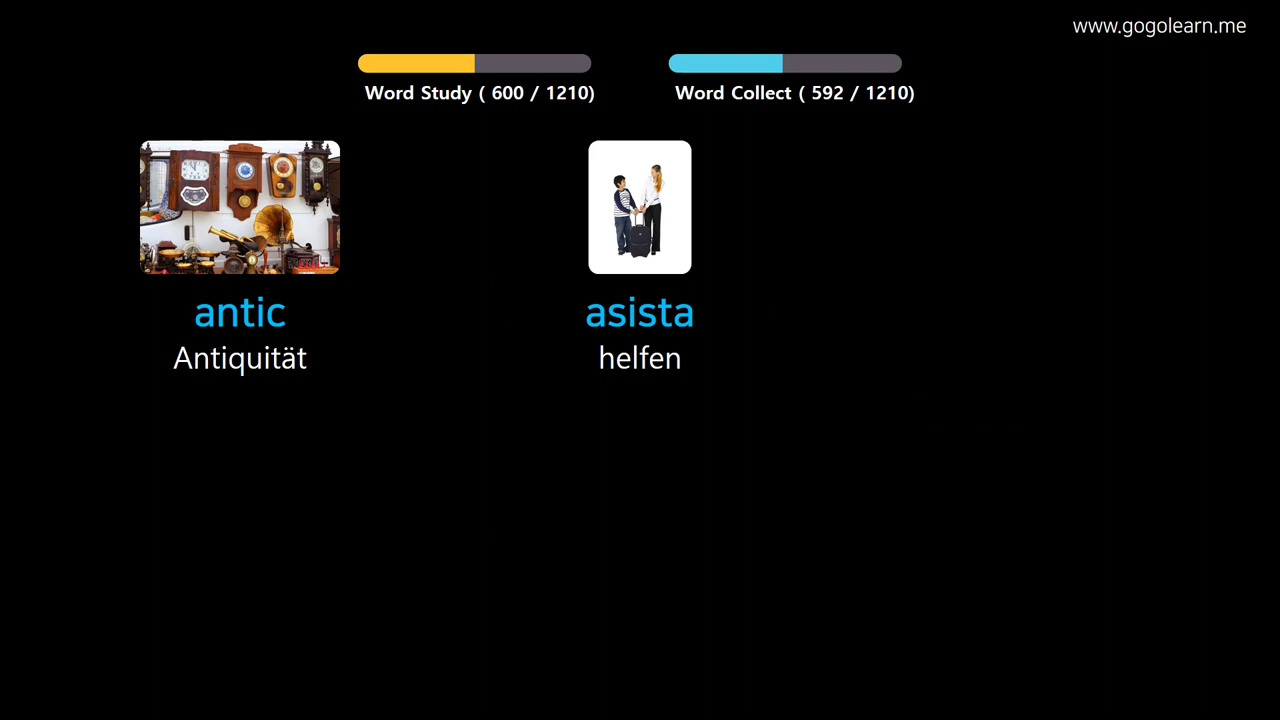 www.gogolearn.me
Word Study ( 600 / 1210)
Word Collect ( 592 / 1210)
antic
Antiquität
asista
helfen